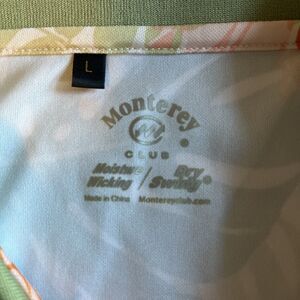 L
Monterey
M
CLUB
Moisture Wicking / Dry Swing®
Made in China Montereyclub.com